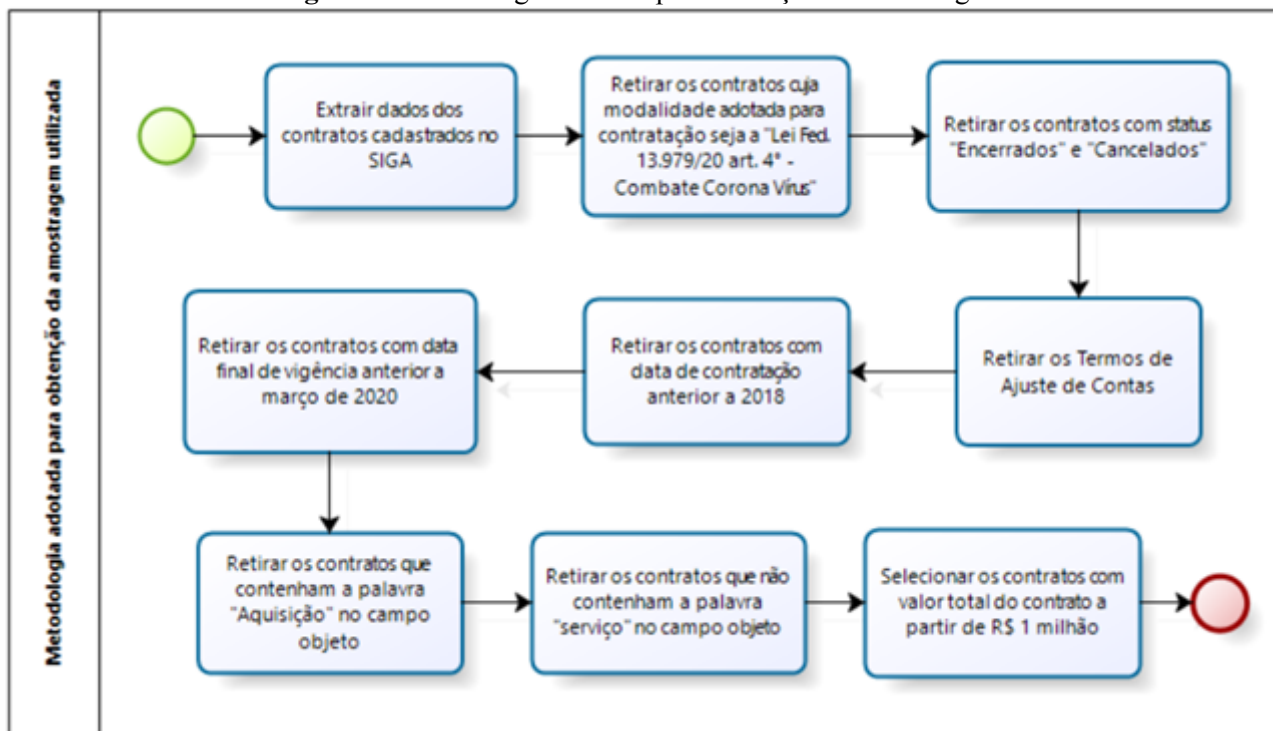 Metodologia adotada para obtenção da amostragem utilizada
Extrair dados dos
contratos cadastrados no
SIGA
Retirar os contratos cuja
modalidade adotada para
contratação seja a "Lei Fed.
13.979/20 art. 4° -
Combate Corona Vírus"
Retirar os contratos com status
"Encerrados" e "Cancelados"
Retirar os Termos de
Ajuste de Contas
Retirar os contratos com
data de contratação
anterior a 2018
Retirar os contratos com data
final de vigência anterior a
março de 2020
Retirar os contratos que
contenham a palavra
"Aquisição" no campo
objeto
Retirar os contratos que não
contenham a palavra
"serviço" no campo objeto
Selecionar os contratos com
valor total do contrato a
partir de R$ 1 milhão